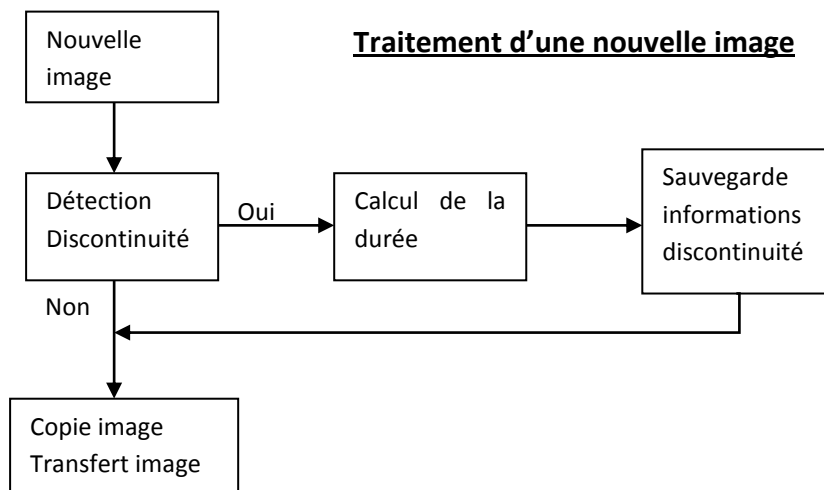 Traitement d’une nouvelle image
Nouvelle
image
Détection
Discontinuité
Oui
Calcul de la
durée
Sauvegarde
informations
discontinuité
Non
Copie image
Transfert image